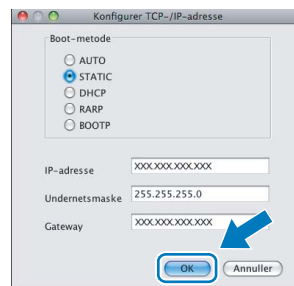 Konfigurer TCP-/IP-adresse
Boot-metode
AUTO
STATIC
DHCP
RARP
BOOTP
IP-adresse XXX.XXX.XXX.XXX
Undernetsmaske 255.255.255.0
Gateway XXX.XXX.XXX.XXX
OK Annuller